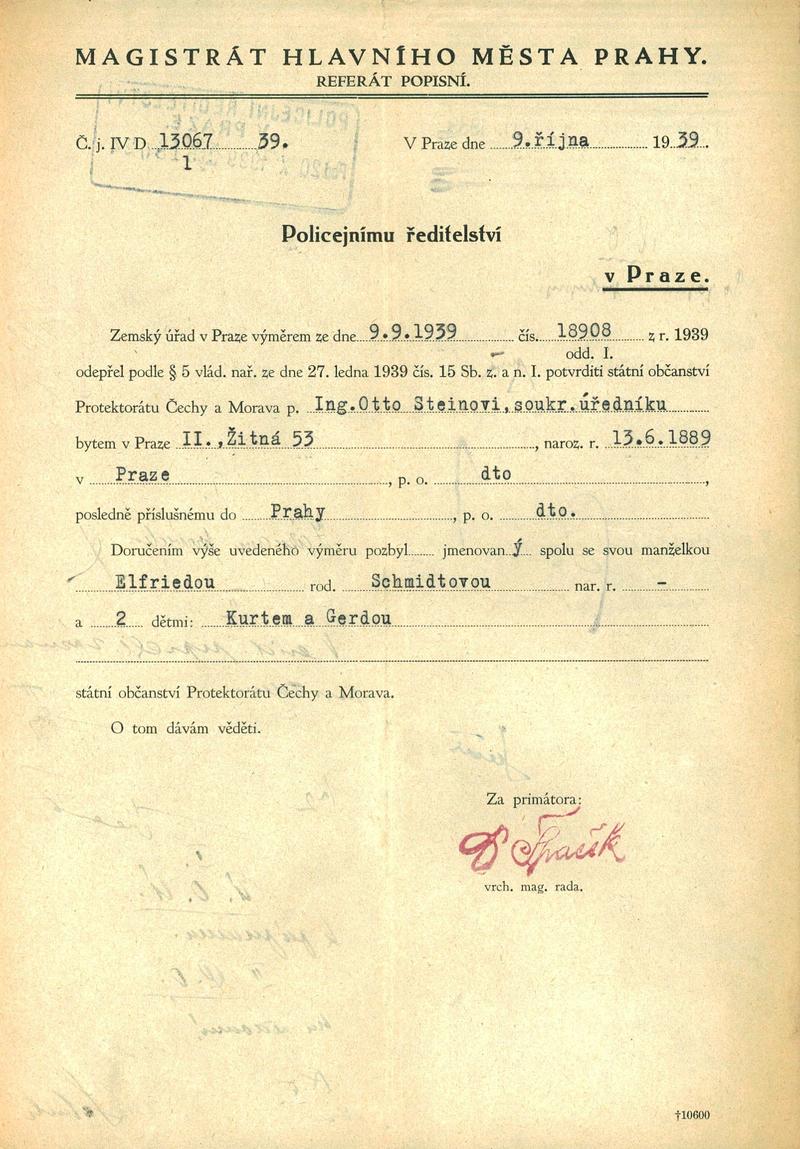 MAGISTRÁT HLAVNÍHO MĚSTA PRAHY.
REFERÁT POPISNÍ.
Č. j. IV D 13067 39.
1
V Praze dne 9.října 1939.
Policejnímu ředitelství
v Praze.
Zemský úřad v Praze výměrem ze dne 9.9.1939 čís. 18908 z r. 1939
odd. I.
odepřel podle § 5 vlád. nař. ze dne 27. ledna 1939 čís. 15 Sb. z. a n. I. potvrditi státní občanství
Protektorátu Čechy a Morava p. Ing.Otto Steinovi,soukr.úředníku
bytem v Praze II.,Žitná 53, naroz. r. 13.6.1889
v Praze, p. o. dto,
posledně příslušnému do Prahy, p. o. dto.
Doručením výše uvedeného výměru pozbyl jmenovaný spolu se svou manželkou
Elfriedou rod. Schmidtovou nar. r. -
a 2 dětmi: Kurtem a Gerdou
státní občanství Protektorátu Čechy a Morava.
O tom dávám věděti.
Za primátora:
vrch. mag. rada.
†10600